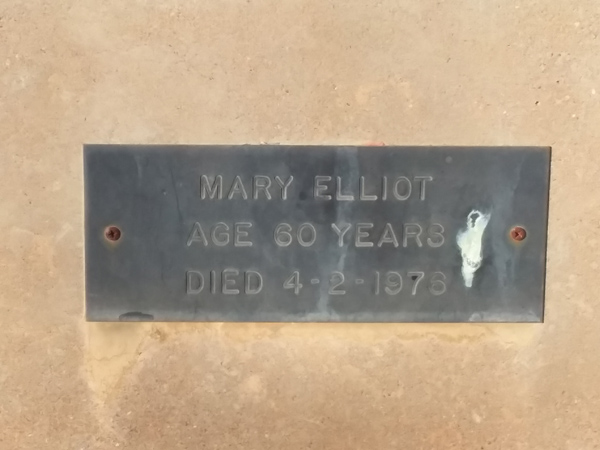 MARY ELLIOT
AGE 60 YEARS
DIED 4-2-1976